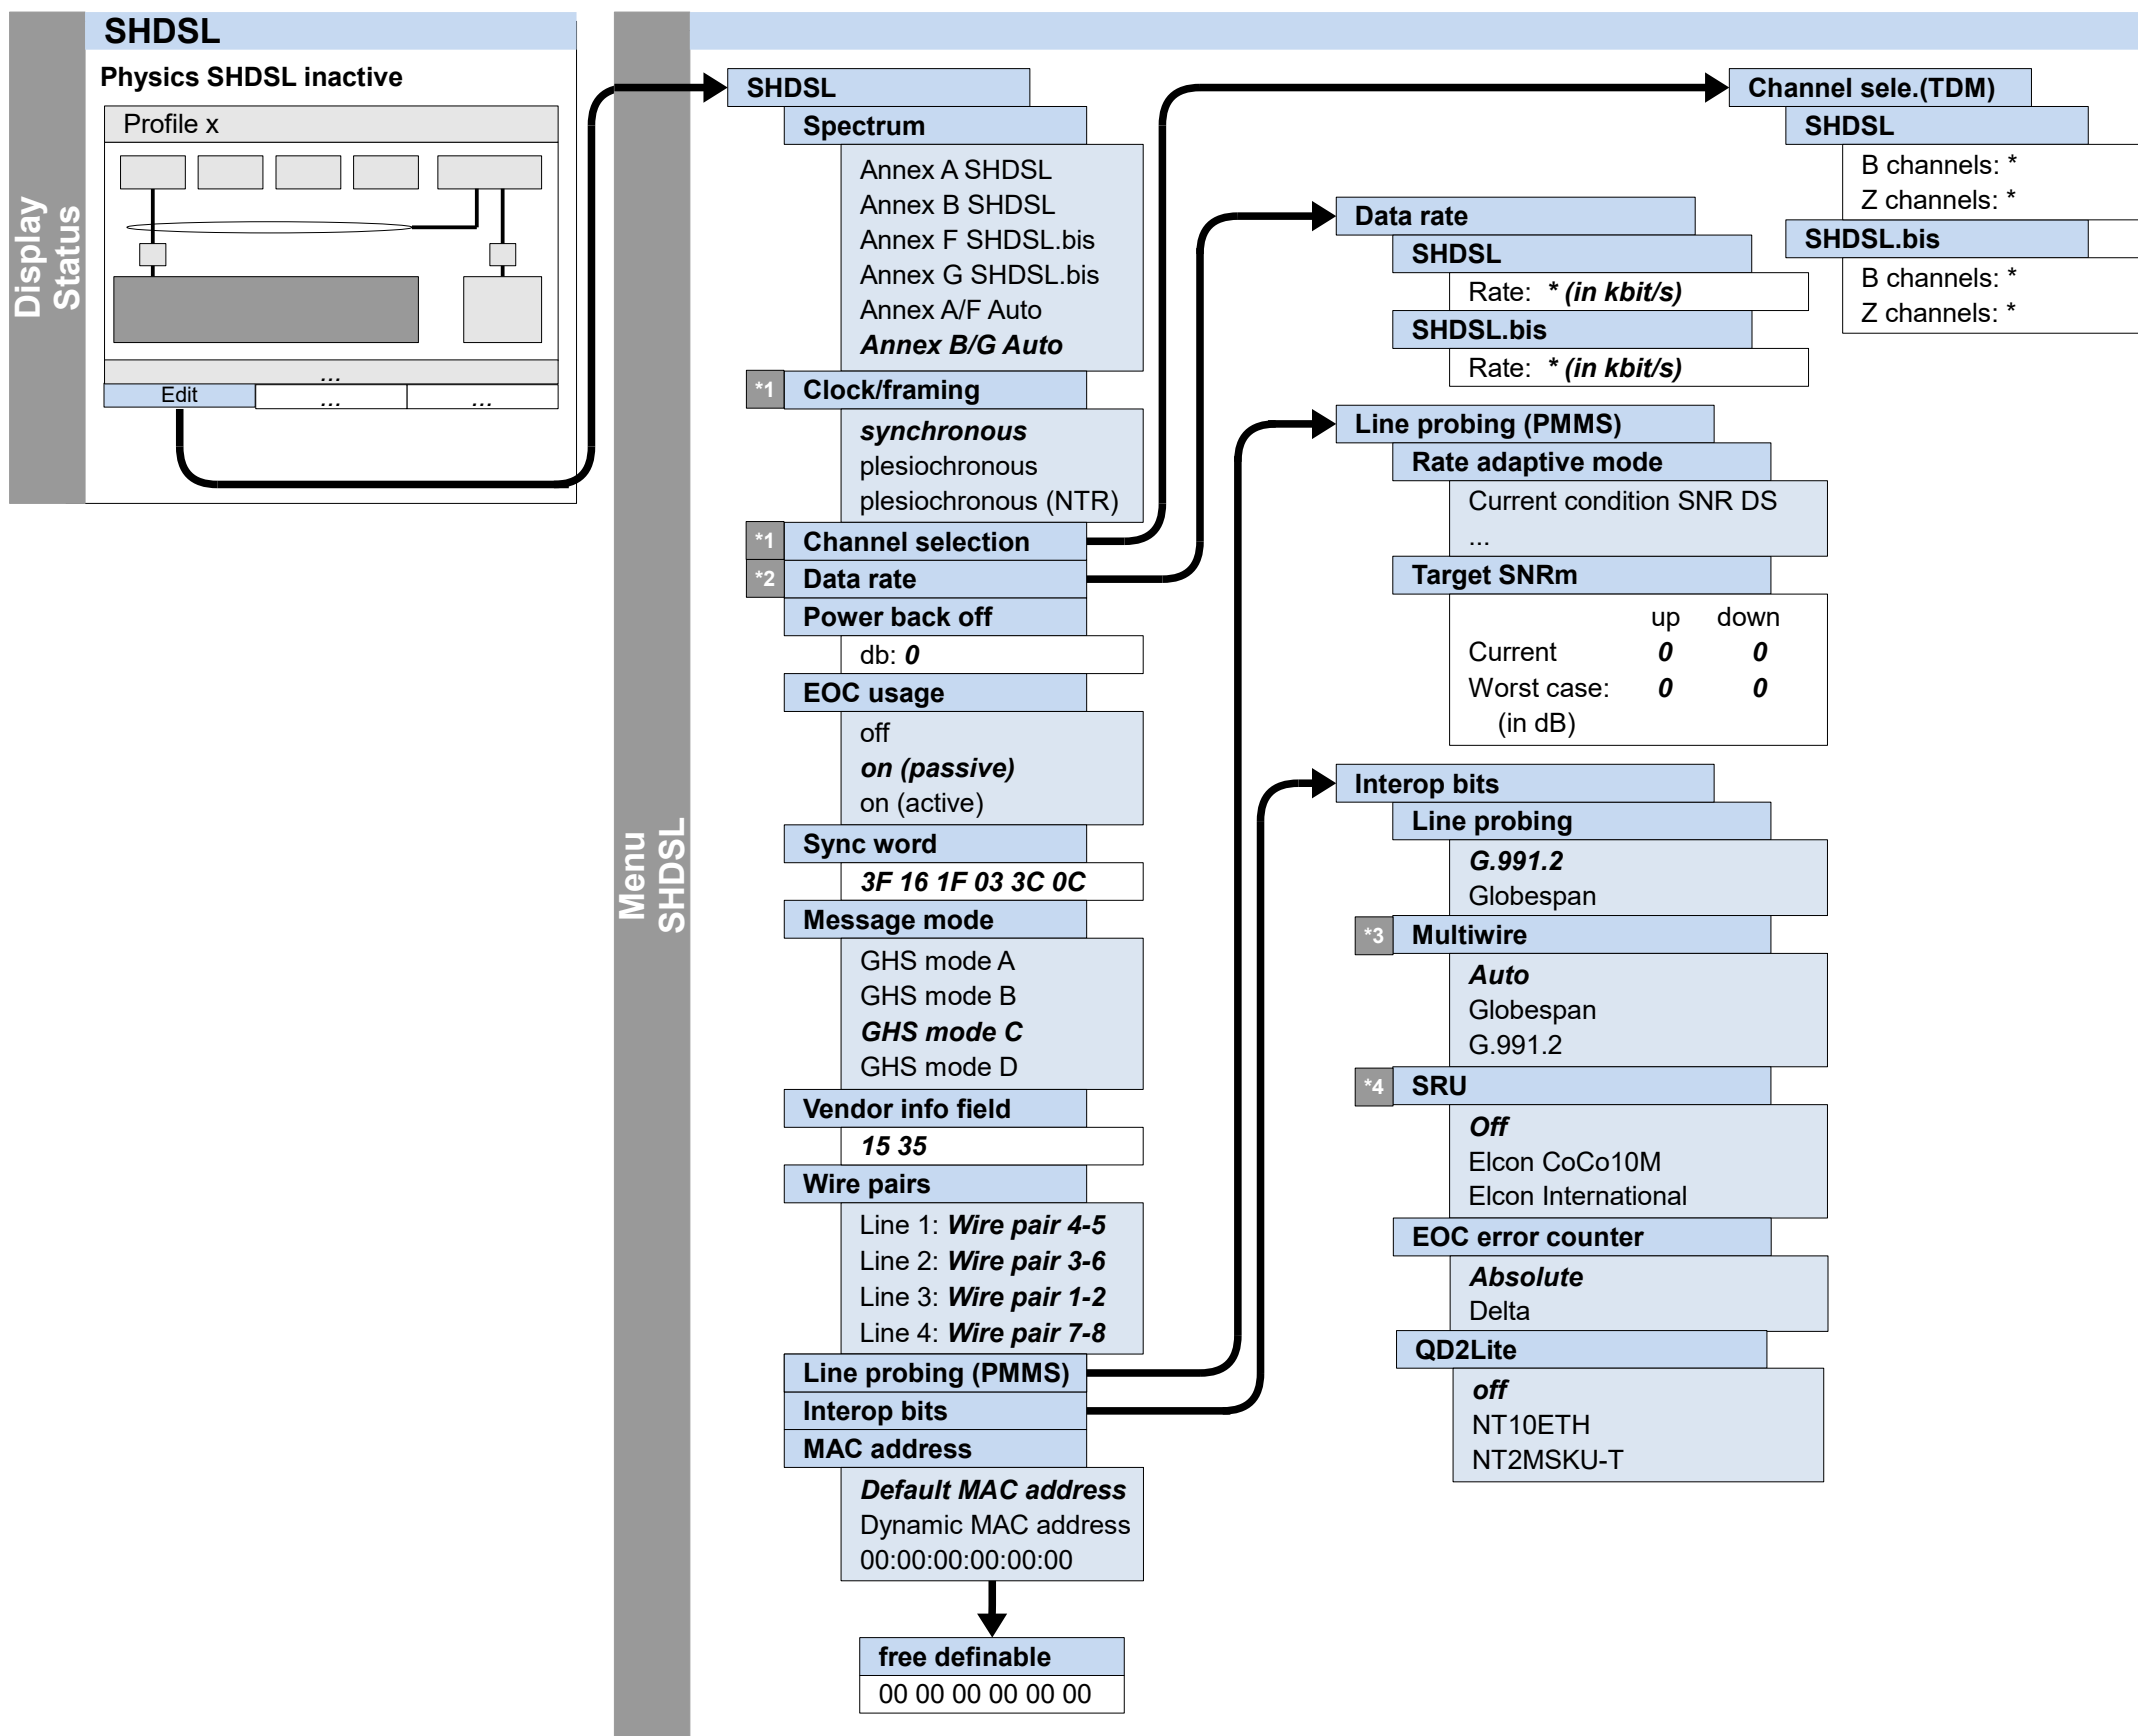 SHDSL
Physics SHDSL inactive
Profile x
...
Edit
...
...
Display
Status
Menu
SHDSL
SHDSL
Spectrum
Annex A SHDSL
Annex B SHDSL
Annex F SHDSL.bis
Annex G SHDSL.bis
Annex A/F Auto
Annex B/G Auto
*1 Clock/framing
synchronous
plesiochronous
plesiochronous (NTR)
*1 Channel selection
*2 Data rate
Power back off
db: 0
EOC usage
off
on (passive)
on (active)
Sync word
3F 16 1F 03 3C 0C
Message mode
GHS mode A
GHS mode B
GHS mode C
GHS mode D
Vendor info field
15 35
Wire pairs
Line 1: Wire pair 4-5
Line 2: Wire pair 3-6
Line 3: Wire pair 1-2
Line 4: Wire pair 7-8
Line probing (PMMS)
Interop bits
MAC address
Default MAC address
Dynamic MAC address
00:00:00:00:00:00
free definable
00 00 00 00 00 00
Data rate
SHDSL
Rate: * (in kbit/s)
SHDSL.bis
Rate: * (in kbit/s)
Line probing (PMMS)
Rate adaptive mode
Current condition SNR DS
...
Target SNRm
up down
Current 0 0
Worst case: 0 0
(in dB)
Interop bits
Line probing
G.991.2
Globespan
*3 Multiwire
Auto
Globespan
G.991.2
*4 SRU
Off
Elcon CoCo10M
Elcon International
EOC error counter
Absolute
Delta
QD2Lite
off
NT10ETH
NT2MSKU-T
Channel sele.(TDM)
SHDSL
B channels: *
Z channels: *
SHDSL.bis
B channels: *
Z channels: *